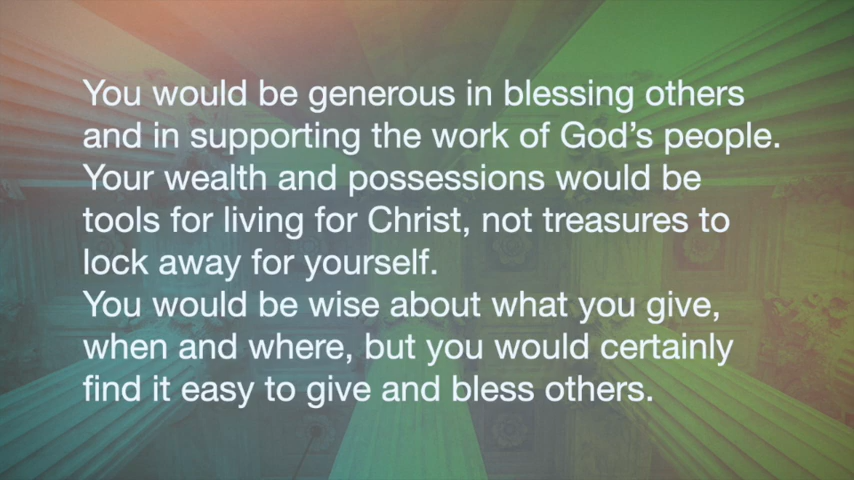 You would be generous in blessing others
and in supporting the work of God’s people.
Your wealth and possessions would be
tools for living for Christ, not treasures to
lock away for yourself.
You would be wise about what you give,
when and where, but you would certainly
find it easy to give and bless others.